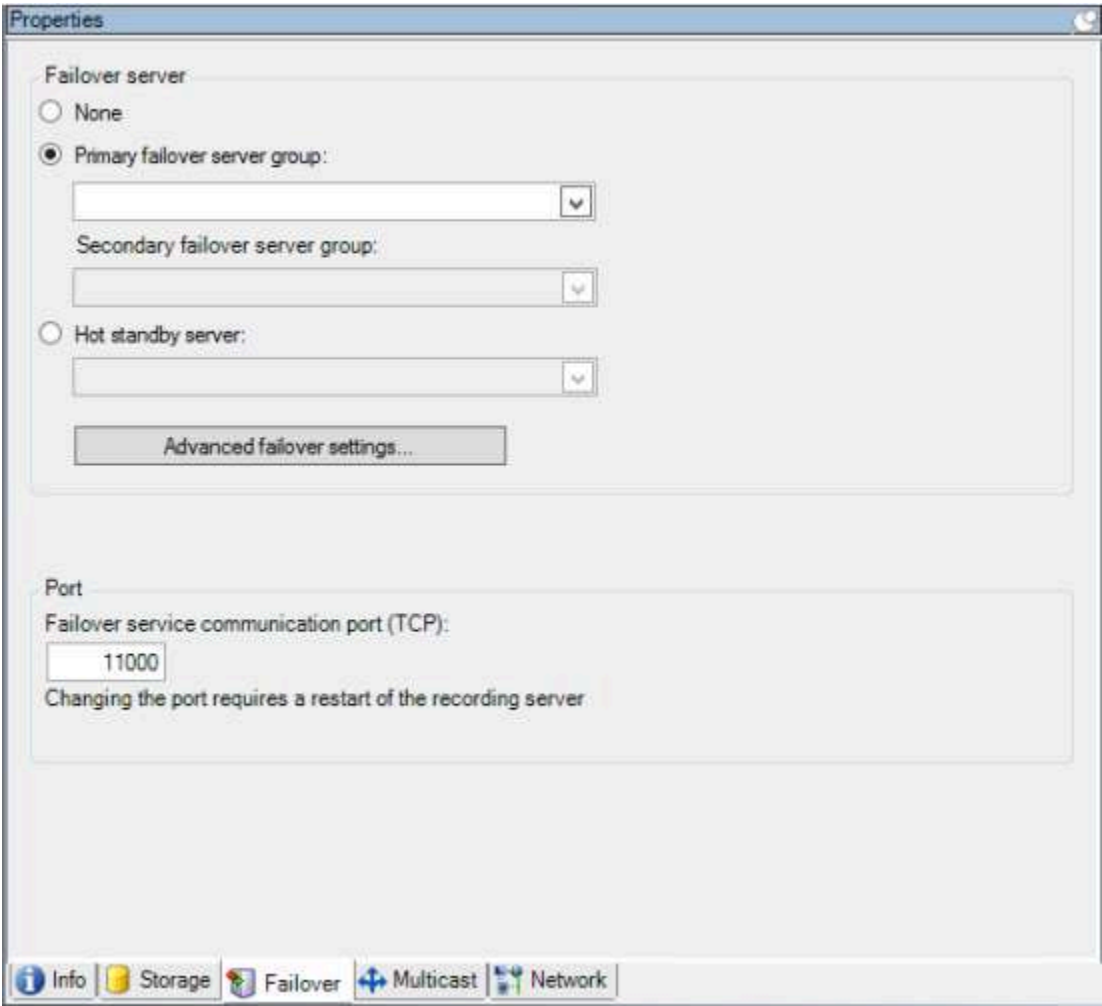 Properties
Failover server
None
Primary failover server group:
Secondary failover server group:
Hot standby server:
Advanced failover settings...
Port
Failover service communication port (TCP):
11000
Changing the port requires a restart of the recording server
Info Storage Failover Multicast Network